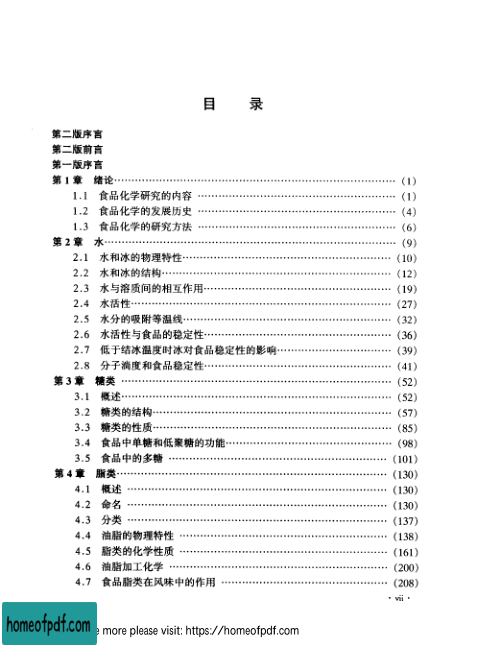 目 录
第二版序言
第二版前言
第一版序言
第1章 绪论……(1)
1.1 食品化学研究的内容……(1)
1.2 食品化学的发展历史……(4)
1.3 食品化学的研究方法……(6)
第2章 水……(9)
2.1 水和冰的物理特性……(10)
2.2 水和冰的结构……(12)
2.3 水与溶质间的相互作用……(19)
2.4 水活性……(27)
2.5 水分的吸附等温线……(32)
2.6 水活性与食品的稳定性……(36)
2.7 低于结冰温度时冰对食品稳定性的影响……(39)
2.8 分子淌度和食品稳定性……(41)
第3章 糖类……(52)
3.1 概述……(52)
3.2 糖类的结构……(57)
3.3 糖类的性质……(85)
3.4 食品中单糖和低聚糖的功能……(98)
3.5 食品中的多糖……(101)
第4章 脂类……(130)
4.1 概述……(130)
4.2 命名……(130)
4.3 分类……(137)
4.4 油脂的物理特性……(138)
4.5 脂类的化学性质……(161)
4.6 油脂加工化学……(200)
4.7 食品脂类在风味中的作用……(208)
· vii ·
homeofpdf.com
more please visit: https://homeofpdf.com